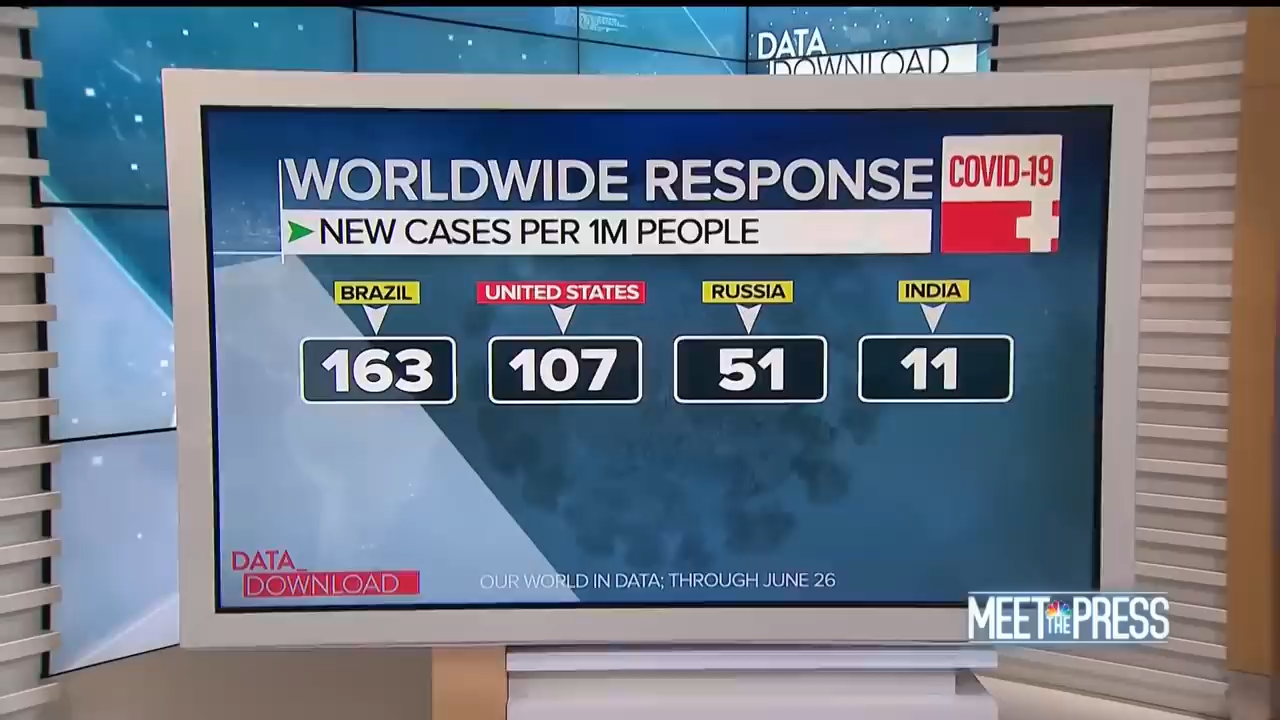 DATA
DOWNLOAD
WORLDWIDE RESPONSE
COVID-19
NEW CASES PER 1M PEOPLE
BRAZIL
UNITED STATES
RUSSIA
INDIA
163
107
51
11
DATA_
DOWNLOAD
OUR WORLD IN DATA; THROUGH JUNE 26
MEET THE PRESS